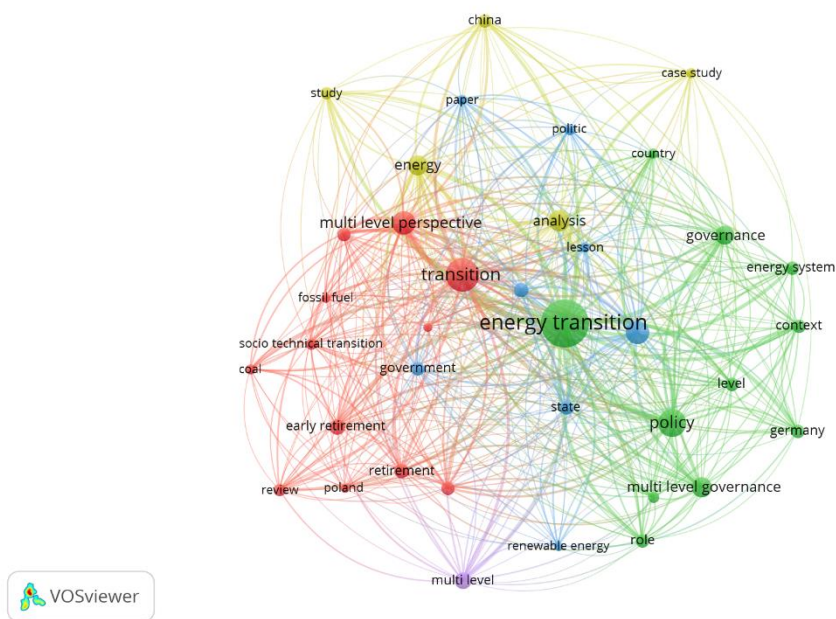 china
study
paper
case study
politic
country
energy
multi level perspective
analysis
governance
lesson
energy system
transition
fossil fuel
energy transition
context
socio technical transition
coal
government
level
state
early retirement
policy
germany
retirement
review
poland
multi level governance
role
renewable energy
multi level
VOSviewer